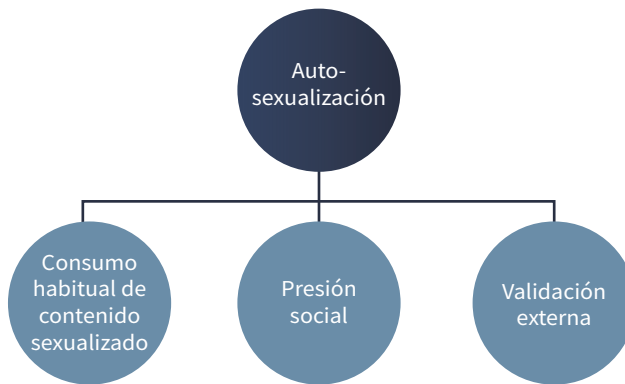 Auto-
sexualización
Consumo
habitual de
contenido
sexualizado
Presión
social
Validación
externa